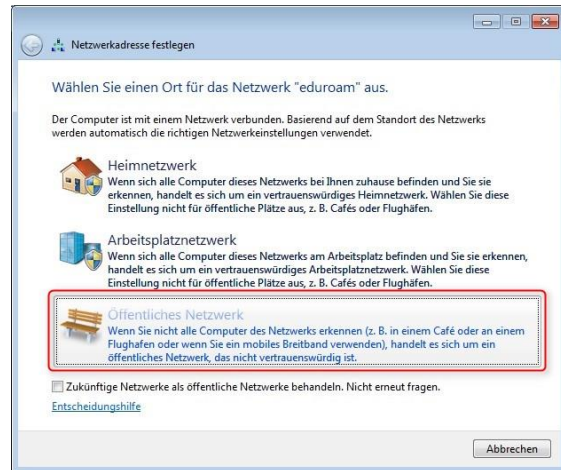 Netzwerkadresse festlegen
Wählen Sie einen Ort für das Netzwerk "eduroam" aus.
Der Computer ist mit einem Netzwerk verbunden. Basierend auf dem Standort des Netzwerks
werden automatisch die richtigen Netzwerkeinstellungen verwendet.
Heimnetzwerk
Wenn sich alle Computer dieses Netzwerks bei Ihnen zuhause befinden und Sie sie
erkennen, handelt es sich um ein vertrauenswürdiges Heimnetzwerk. Wählen Sie diese
Einstellung nicht für öffentliche Plätze aus, z. B. Cafés oder Flughäfen.
Arbeitsplatznetzwerk
Wenn sich alle Computer dieses Netzwerks am Arbeitsplatz befinden und Sie sie erkennen,
handelt es sich um ein vertrauenswürdiges Arbeitsplatznetzwerk. Wählen Sie diese
Einstellung nicht für öffentliche Plätze aus, z. B. Cafés oder Flughäfen.
Öffentliches Netzwerk
Wenn Sie nicht alle Computer des Netzwerks erkennen (z. B. in einem Café oder an einem
Flughafen oder wenn Sie ein mobiles Breitband verwenden), handelt es sich um ein
öffentliches Netzwerk, das nicht vertrauenswürdig ist.
Zukünftige Netzwerke als öffentliche Netzwerke behandeln. Nicht erneut fragen.
Entscheidungshilfe
Abbrechen